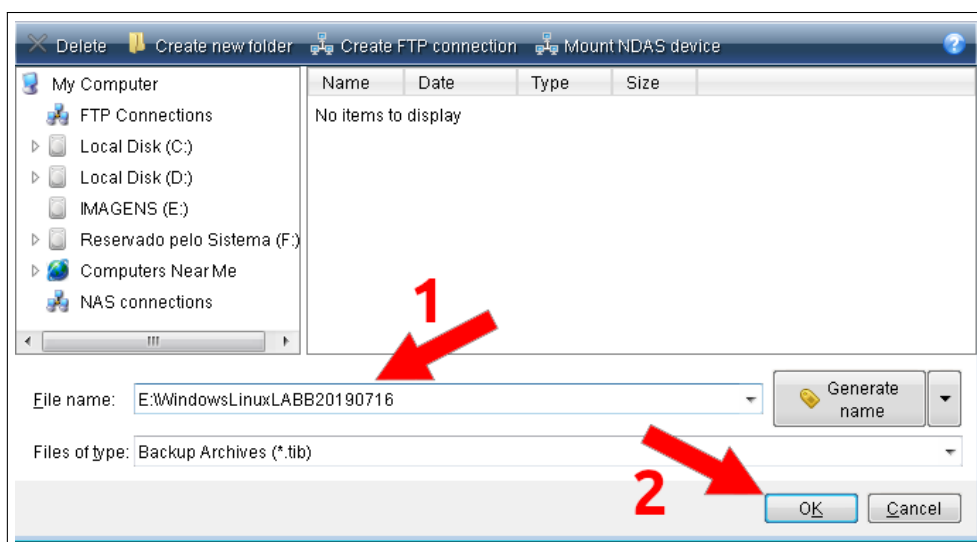 Delete Create new folder Create FTP connection Mount NDAS device ?
My Computer
FTP Connections
Local Disk (C:)
Local Disk (D:)
IMAGENS (E:)
Reservado pelo Sistema (F:)
Computers Near Me
NAS connections
Name Date Type Size
No items to display
1
File name: E:\WindowsLinuxLABB20190716
Generate
name
Files of type: Backup Archives (*.tib)
2
OK Cancel